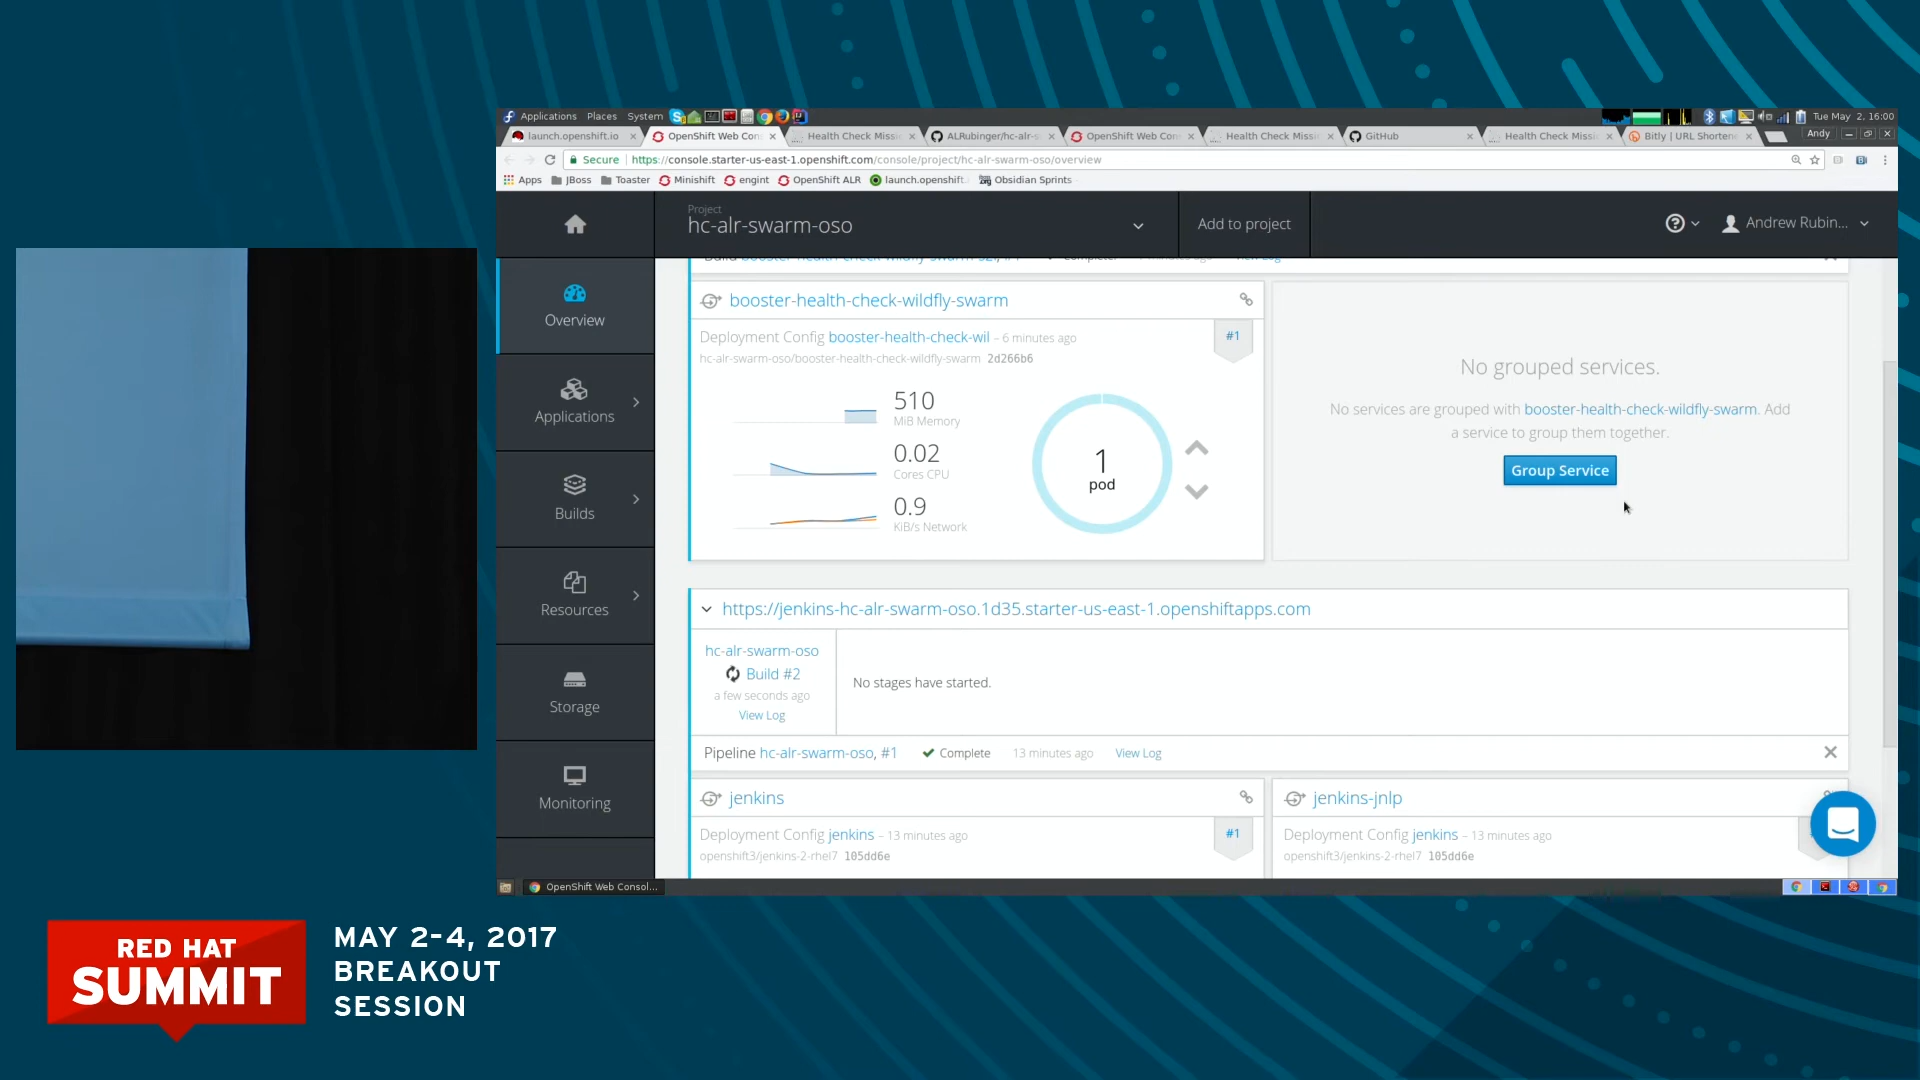 Applications Places System
Tue May 2, 16:00
launch.openshift.io
OpenShift Web Con
Health Check Missi
ALRubinger/hc-alr-s
OpenShift Web Con
Health Check Missi
GitHub
Health Check Missi
Bitly | URL Shorten
Andy
Secure https://console.starter-us-east-1.openshift.com/console/project/hc-alr-swarm-oso/overview
Apps JBoss Toaster Minishift engint OpenShift ALR launch.openshift. Obsidian Sprints
Project
hc-alr-swarm-oso
Add to project
Andrew Rubin...
Overview
Applications
Builds
Resources
Storage
Monitoring
booster-health-check-wildfly-swarm
Deployment Config booster-health-check-wil – 6 minutes ago
#1
hc-alr-swarm-oso/booster-health-check-wildfly-swarm 2d266b6
510
MiB Memory
0.02
Cores CPU
0.9
KiB/s Network
1
pod
No grouped services.
No services are grouped with booster-health-check-wildfly-swarm. Add
a service to group them together.
Group Service
https://jenkins-hc-alr-swarm-oso.1d35.starter-us-east-1.openshiftapps.com
hc-alr-swarm-oso
Build #2
a few seconds ago
View Log
No stages have started.
Pipeline hc-alr-swarm-oso, #1 Complete 13 minutes ago View Log
jenkins
Deployment Config jenkins – 13 minutes ago
#1
openshift3/jenkins-2-rhel7 105dd6e
jenkins-jnlp
Deployment Config jenkins – 13 minutes ago
openshift3/jenkins-2-rhel7 105dd6e
OpenShift Web Consol...
RED HAT
SUMMIT
MAY 2–4, 2017
BREAKOUT
SESSION